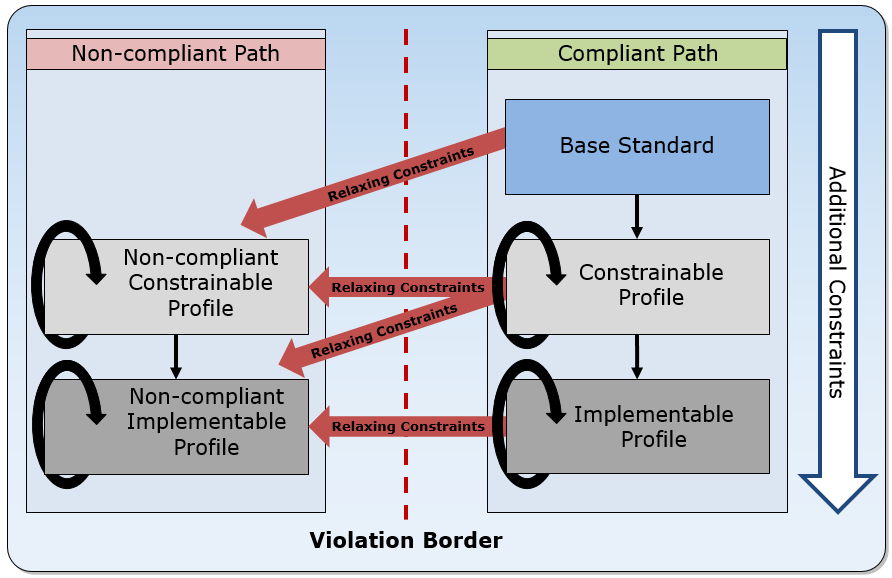 Non-compliant Path
Compliant Path
Base Standard
Relaxing Constraints
Non-compliant
Constrainable
Profile
Relaxing Constraints
Constrainable
Profile
Relaxing Constraints
Non-compliant
Implementable
Profile
Relaxing Constraints
Implementable
Profile
Additional Constraints
Violation Border